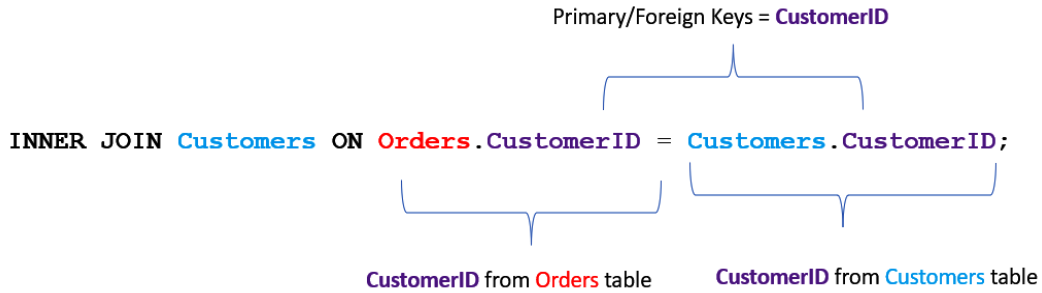 Primary/Foreign Keys = CustomerID
INNER JOIN Customers ON Orders.CustomerID = Customers.CustomerID;
CustomerID from Orders table
CustomerID from Customers table